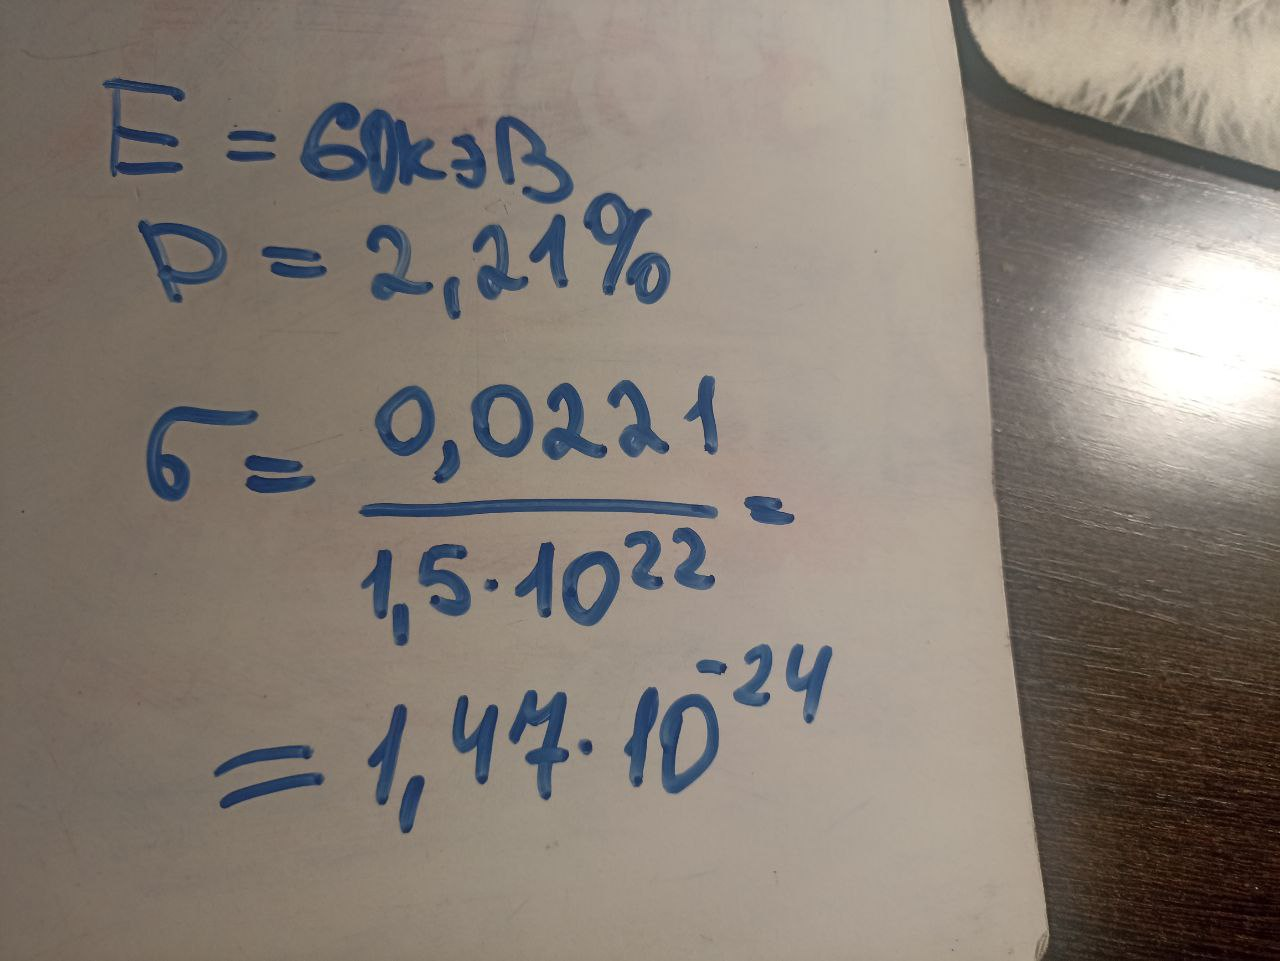 E = 60кэВ
P = 2,21%
σ = 0,0221 / 1,5·10²² =
= 1,47·10⁻²⁴